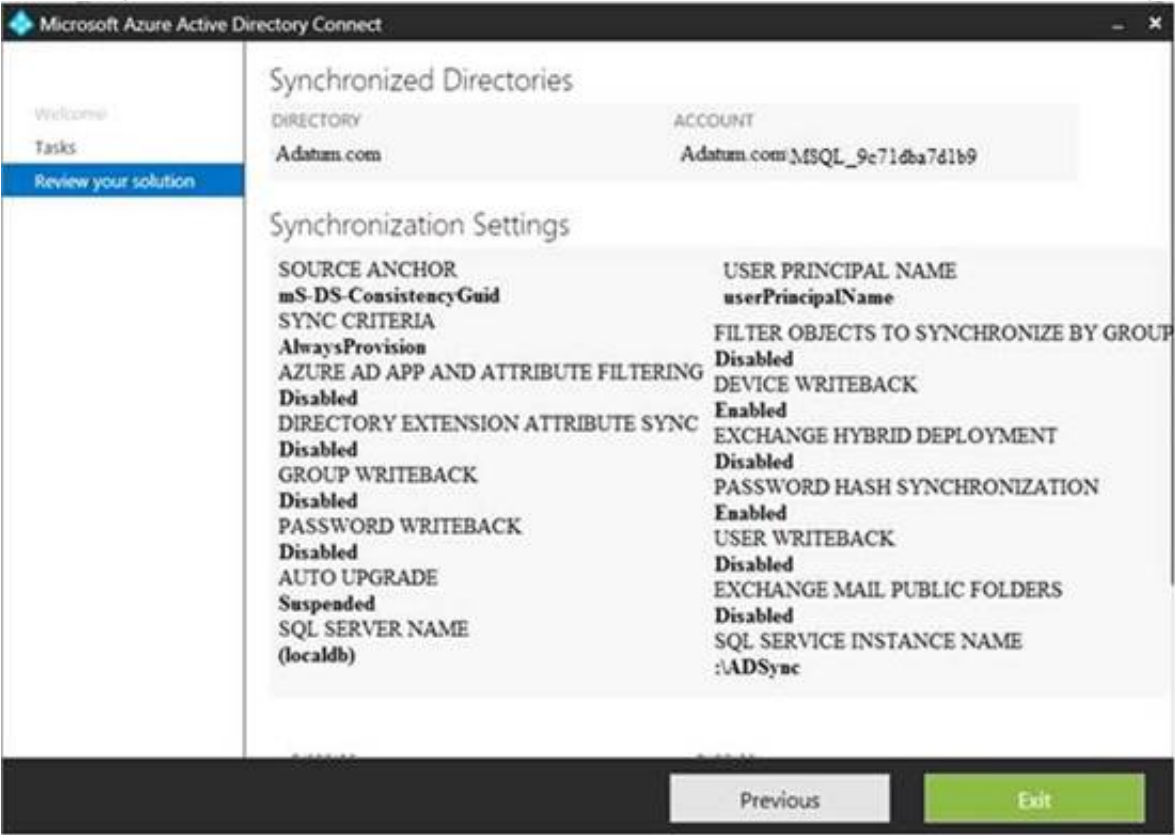 Microsoft Azure Active Directory Connect
Welcome
Tasks
Review your solution
Synchronized Directories
DIRECTORY ACCOUNT
Adatum.com Adatum.com\MSQL_9c71dba7d1b9
Synchronization Settings
SOURCE ANCHOR
mS-DS-ConsistencyGuid
SYNC CRITERIA
AlwaysProvision
AZURE AD APP AND ATTRIBUTE FILTERING
Disabled
DIRECTORY EXTENSION ATTRIBUTE SYNC
Disabled
GROUP WRITEBACK
Disabled
PASSWORD WRITEBACK
Disabled
AUTO UPGRADE
Suspended
SQL SERVER NAME
(localdb)
USER PRINCIPAL NAME
userPrincipalName
FILTER OBJECTS TO SYNCHRONIZE BY GROUP
Disabled
DEVICE WRITEBACK
Enabled
EXCHANGE HYBRID DEPLOYMENT
Disabled
PASSWORD HASH SYNCHRONIZATION
Enabled
USER WRITEBACK
Disabled
EXCHANGE MAIL PUBLIC FOLDERS
Disabled
SQL SERVICE INSTANCE NAME
:\ADSync
Previous
Exit